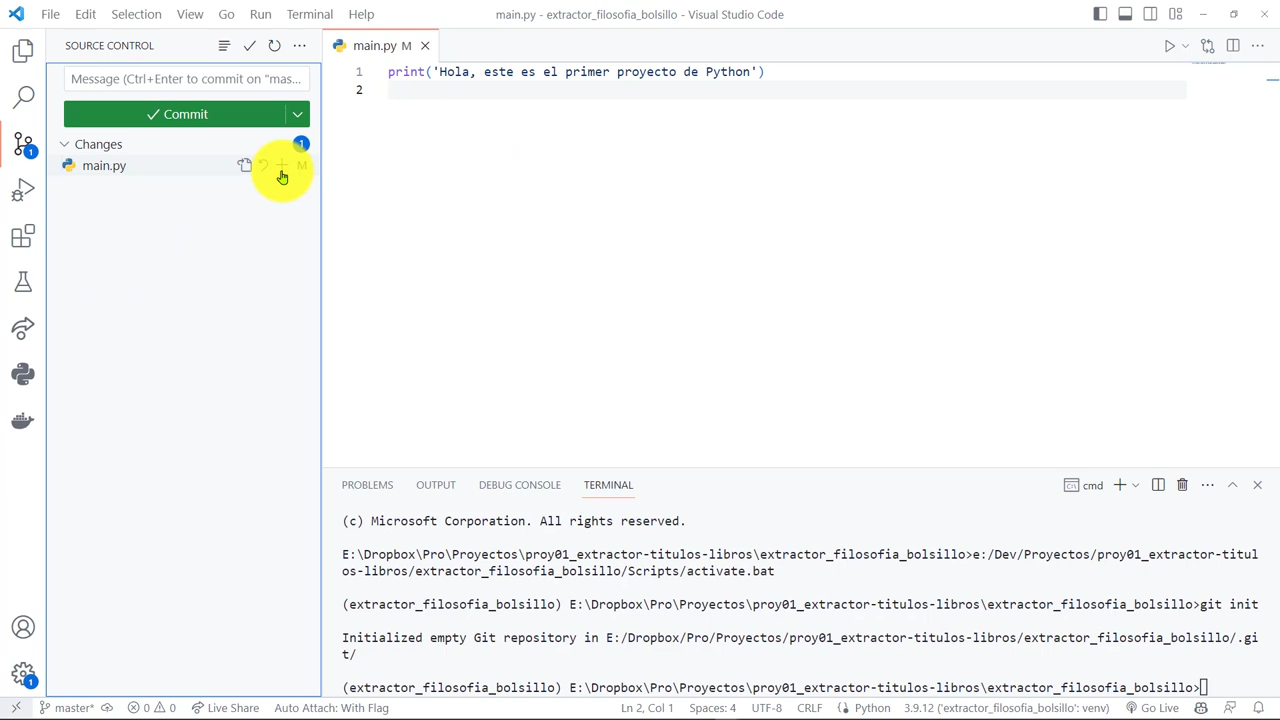 File Edit Selection View Go Run Terminal Help
main.py - extractor_filosofia_bolsillo - Visual Studio Code
SOURCE CONTROL
main.py M
Message (Ctrl+Enter to commit on "mas...
Commit
Changes
1
main.py
M
1
1 print('Hola, este es el primer proyecto de Python')
2
PROBLEMS OUTPUT DEBUG CONSOLE TERMINAL
cmd
(c) Microsoft Corporation. All rights reserved.
E:\Dropbox\Pro\Proyectos\proy01_extractor-titulos-libros\extractor_filosofia_bolsillo>e:/Dev/Proyectos/proy01_extractor-titul
os-libros/extractor_filosofia_bolsillo/Scripts/activate.bat
(extractor_filosofia_bolsillo) E:\Dropbox\Pro\Proyectos\proy01_extractor-titulos-libros\extractor_filosofia_bolsillo>git init
Initialized empty Git repository in E:/Dropbox/Pro/Proyectos/proy01_extractor-titulos-libros/extractor_filosofia_bolsillo/.gi
t/
(extractor_filosofia_bolsillo) E:\Dropbox\Pro\Proyectos\proy01_extractor-titulos-libros\extractor_filosofia_bolsillo>
1
master* 0 0 Live Share Auto Attach: With Flag Ln 2, Col 1 Spaces: 4 UTF-8 CRLF Python 3.9.12 ('extractor_filosofia_bolsillo': venv) Go Live